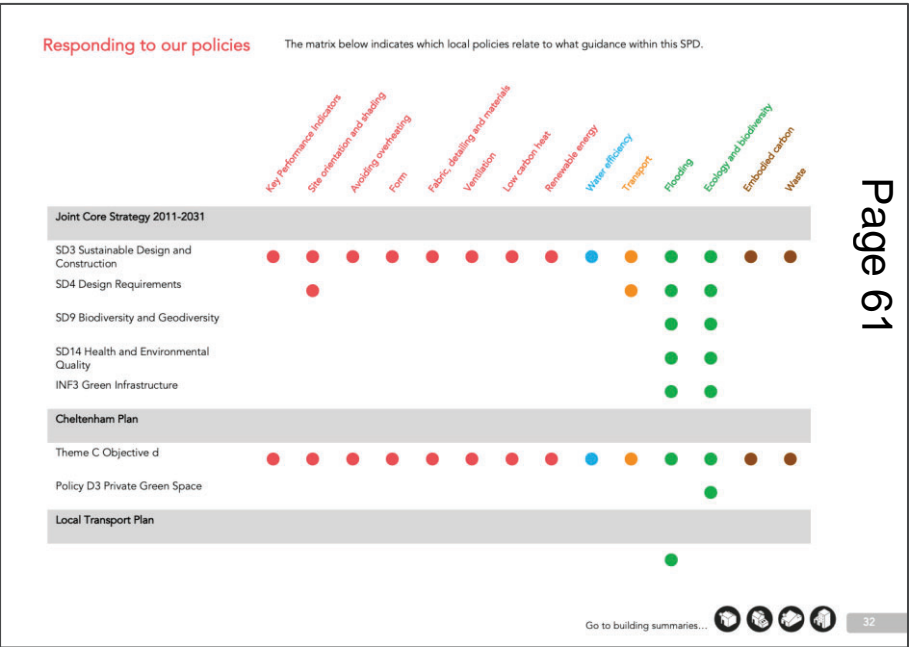 Responding to our policies
The matrix below indicates which local policies relate to what guidance within this SPD.
Key Performance Indicators
Site orientation and shading
Avoiding overheating
Form
Fabric, detailing and materials
Ventilation
Low carbon heat
Renewable energy
Water efficiency
Transport
Flooding
Ecology and biodiversity
Embodied carbon
Waste
Joint Core Strategy 2011-2031
SD3 Sustainable Design and
Construction
SD4 Design Requirements
SD9 Biodiversity and Geodiversity
SD14 Health and Environmental
Quality
INF3 Green Infrastructure
Cheltenham Plan
Theme C Objective d
Policy D3 Private Green Space
Local Transport Plan
Go to building summaries...
32
Page 61